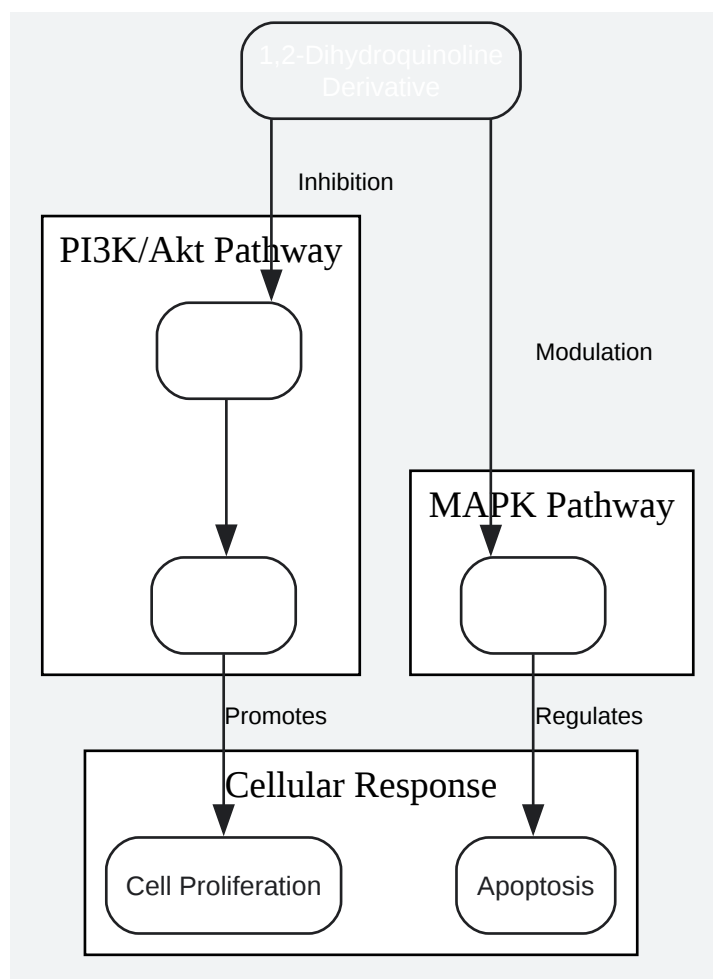 1,2-Dihydroquinoline
Derivative
Inhibition
PI3K/Akt Pathway
Modulation
MAPK Pathway
Promotes
Regulates
Cellular Response
Cell Proliferation
Apoptosis